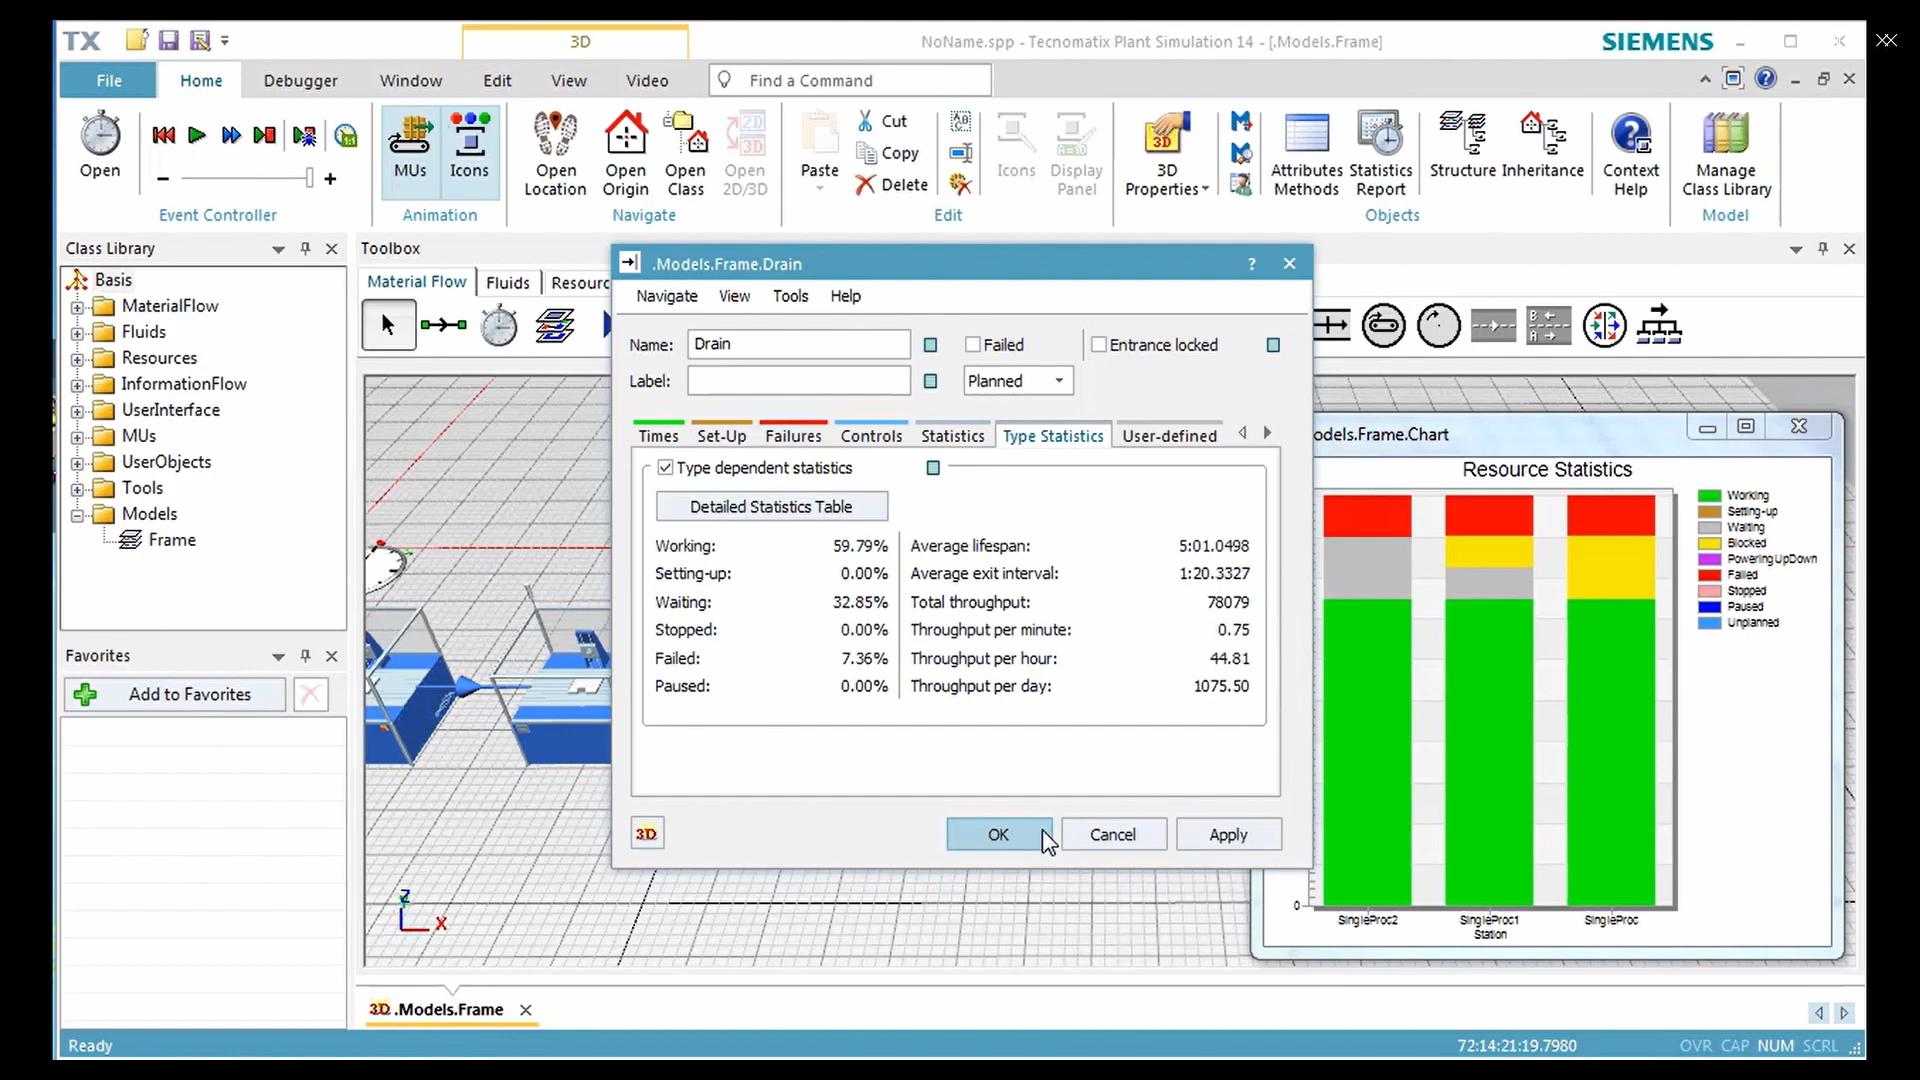 TX
3D
NoName.spp - Tecnomatix Plant Simulation 14 - [.Models.Frame]
SIEMENS
File
Home
Debugger
Window
Edit
View
Video
Find a Command
Open
MUs
Icons
Open Location
Open Origin
Open Class
Open 2D/3D
Paste
Cut
Copy
Delete
Icons
Display Panel
3D Properties
Attributes Methods
Statistics Report
Structure
Inheritance
Context Help
Manage Class Library
Event Controller
Animation
Navigate
Edit
Objects
Model
Class Library
Basis
MaterialFlow
Fluids
Resources
InformationFlow
UserInterface
MUs
UserObjects
Tools
Models
Frame
Favorites
Add to Favorites
Toolbox
Material Flow
Fluids
Resourc
.Models.Frame.Drain
Navigate
View
Tools
Help
Name: Drain
Failed
Entrance locked
Label:
Planned
Times
Set-Up
Failures
Controls
Statistics
Type Statistics
User-defined
Type dependent statistics
Detailed Statistics Table
Working: 59.79%
Setting-up: 0.00%
Waiting: 32.85%
Stopped: 0.00%
Failed: 7.36%
Paused: 0.00%
Average lifespan: 5:01.0498
Average exit interval: 1:20.3327
Total throughput: 78079
Throughput per minute: 0.75
Throughput per hour: 44.81
Throughput per day: 1075.50
3D
OK
Cancel
Apply
odels.Frame.Chart
Resource Statistics
Working
Setting-up
Waiting
Blocked
PoweringUpDown
Failed
Stopped
Paused
Unplanned
0
SingleProc2
SingleProc1
SingleProc
Station
Z
X
3D .Models.Frame
Ready
72:14:21:19.7980
OVR CAP NUM SCRL